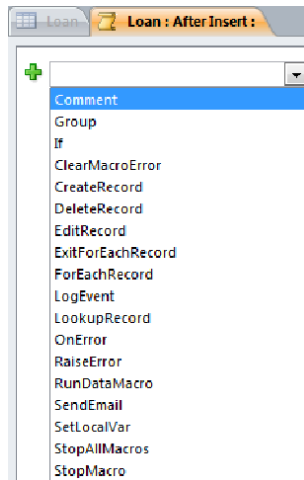 Loan Loan : After Insert :
Comment
Group
If
ClearMacroError
CreateRecord
DeleteRecord
EditRecord
ExitForEachRecord
ForEachRecord
LogEvent
LookupRecord
OnError
RaiseError
RunDataMacro
SendEmail
SetLocalVar
StopAllMacros
StopMacro